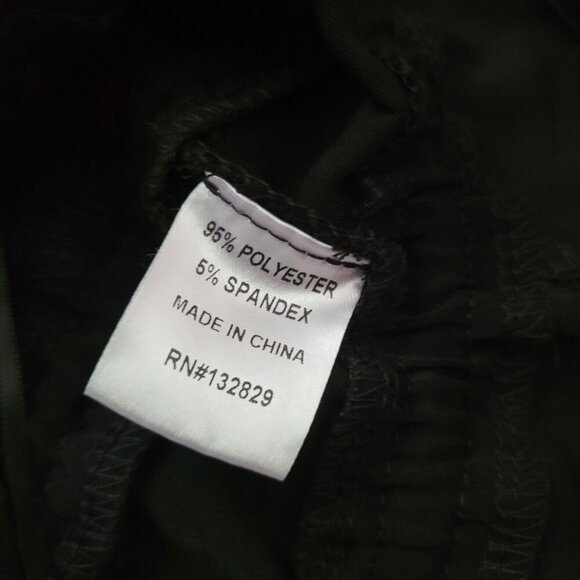 95% POLYESTER
5% SPANDEX
MADE IN CHINA
RN#132829